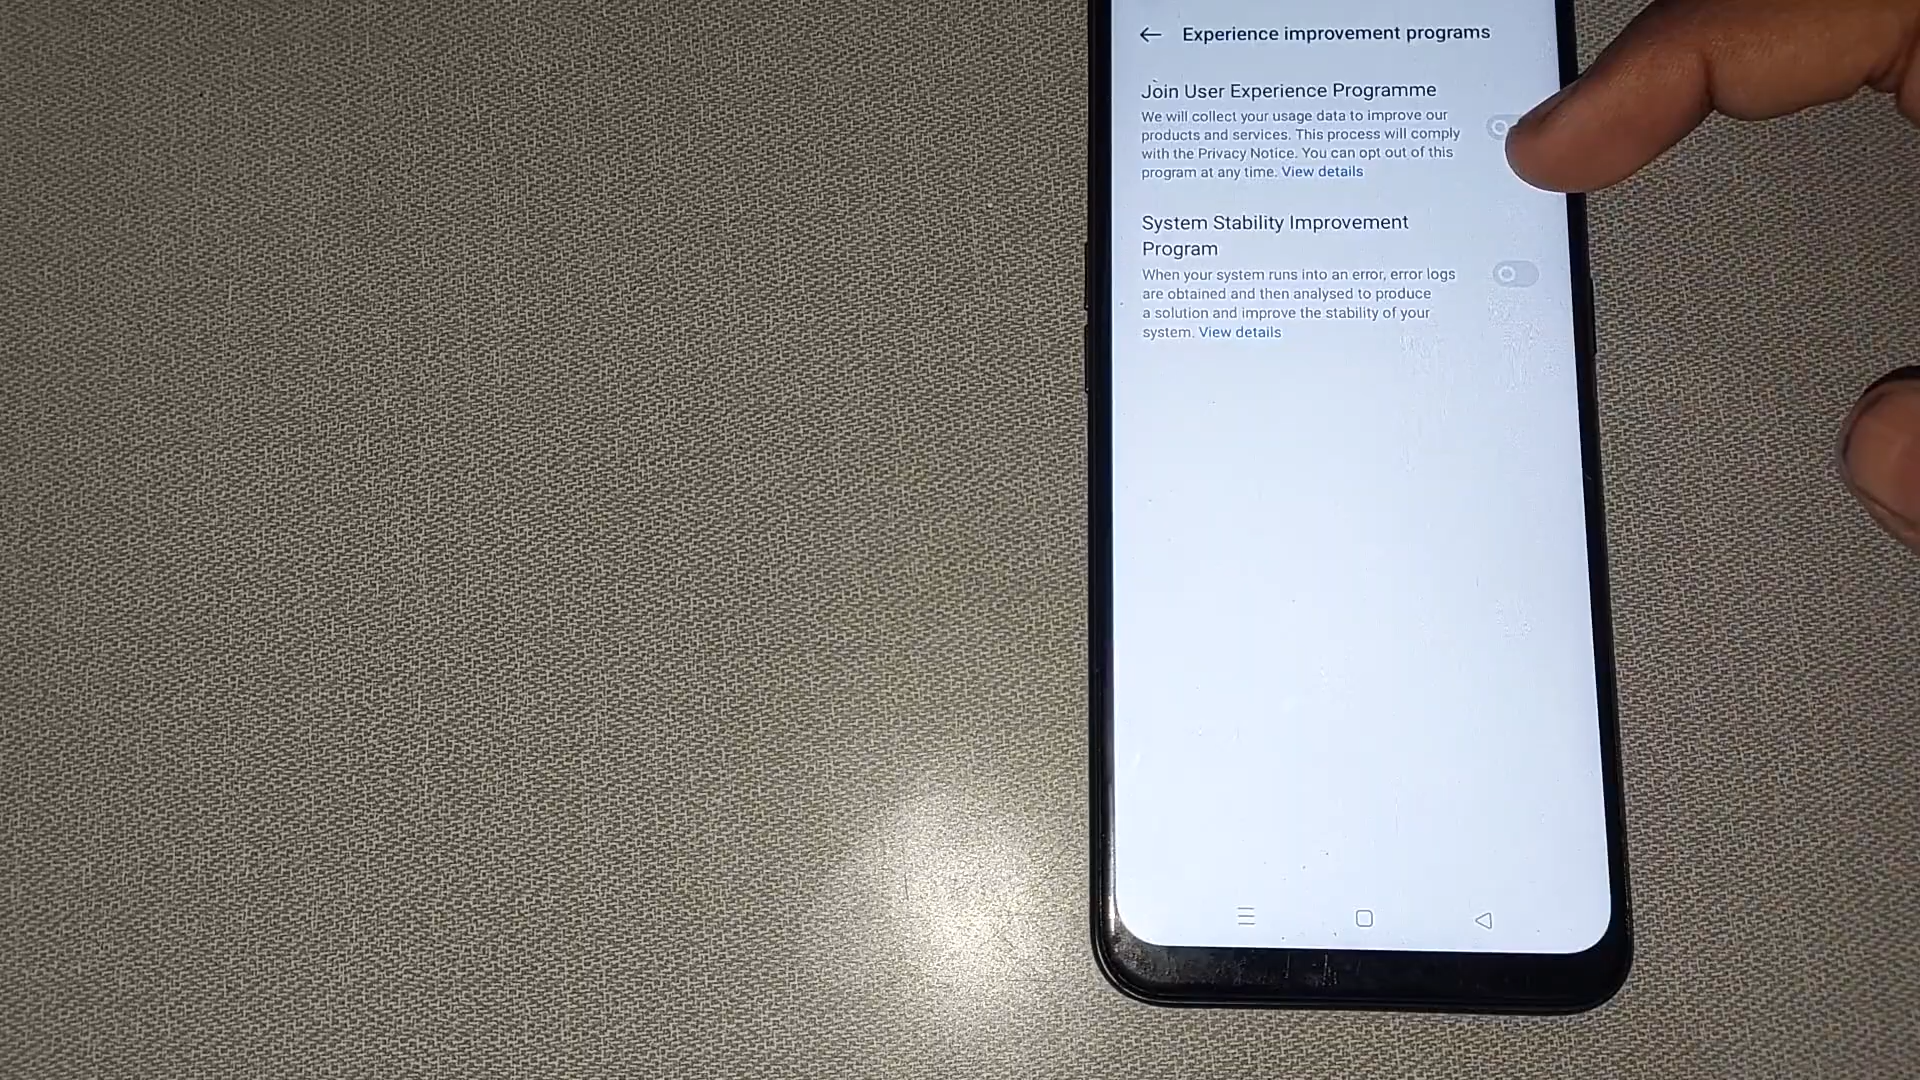 Experience improvement programs
Join User Experience Programme
We will collect your usage data to improve our
products and services. This process will comply
with the Privacy Notice. You can opt out of this
program at any time. View details
System Stability Improvement
Program
When your system runs into an error, error logs
are obtained and then analysed to produce
a solution and improve the stability of your
system. View details